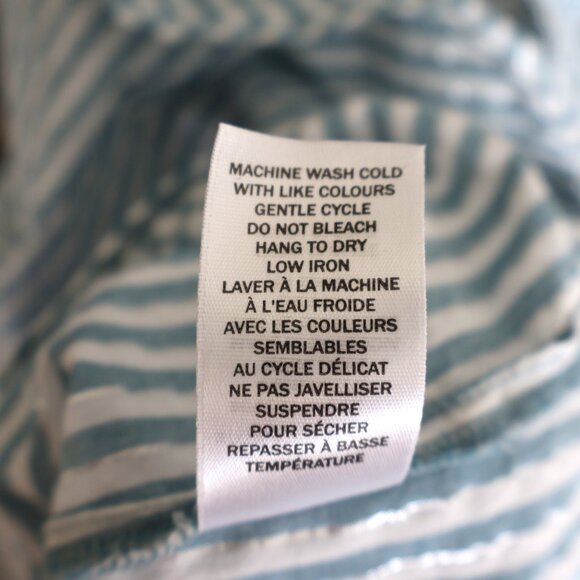 MACHINE WASH COLD
WITH LIKE COLOURS
GENTLE CYCLE
DO NOT BLEACH
HANG TO DRY
LOW IRON
LAVER À LA MACHINE
À L'EAU FROIDE
AVEC LES COULEURS
SEMBLABLES
AU CYCLE DÉLICAT
NE PAS JAVELLISER
SUSPENDRE
POUR SÉCHER
REPASSER À BASSE
TEMPÉRATURE